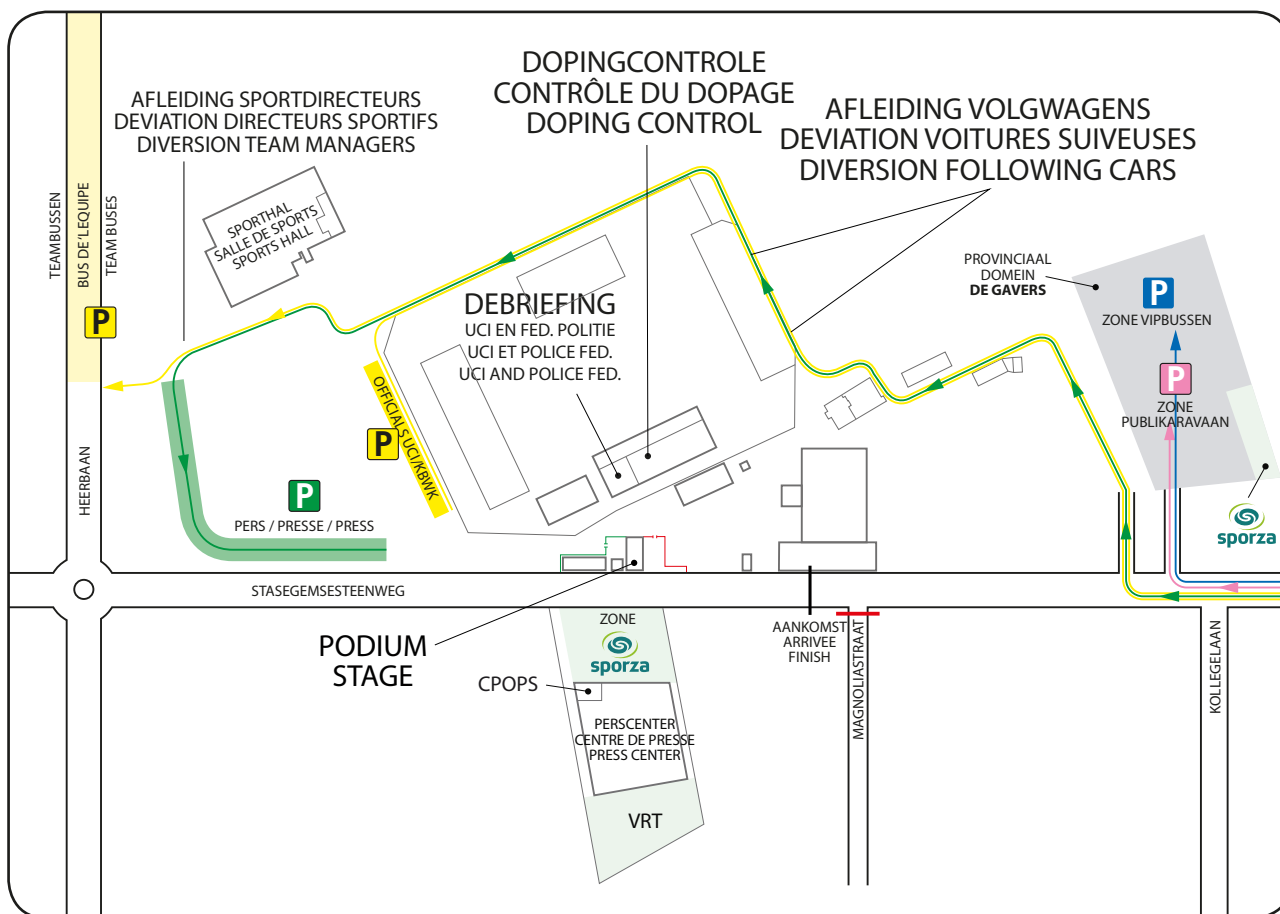 DOPINGCONTROLE
CONTRÔLE DU DOPAGE
DOPING CONTROL
AFLEIDING SPORTDIRECTEURS
DEVIATION DIRECTEURS SPORTIFS
DIVERSION TEAM MANAGERS
AFLEIDING VOLGWAGENS
DEVIATION VOITURES SUIVEUSES
DIVERSION FOLLOWING CARS
TEAMBUSSEN
BUS DE'LEQUIPE
TEAM BUSES
SPORTHAL
SALLE DE SPORTS
SPORTS HALL
PROVINCIAAL
DOMEIN
DE GAVERS
P
ZONE VIPBUSSEN
P
DEBRIEFING
UCI EN FED. POLITIE
UCI ET POLICE FED.
UCI AND POLICE FED.
P
ZONE
PUBLIKARAVAAN
OFFICIALS UCI/KBWK
P
HEERBAAN
P
PERS / PRESSE / PRESS
sporza
STASEGEMSESTEENWEG
ZONE
sporza
AANKOMST
ARRIVEE
FINISH
MAGNOLIASTRAAT
KOLLEGELAAN
PODIUM
STAGE
CPOPS
PERSCENTER
CENTRE DE PRESSE
PRESS CENTER
VRT